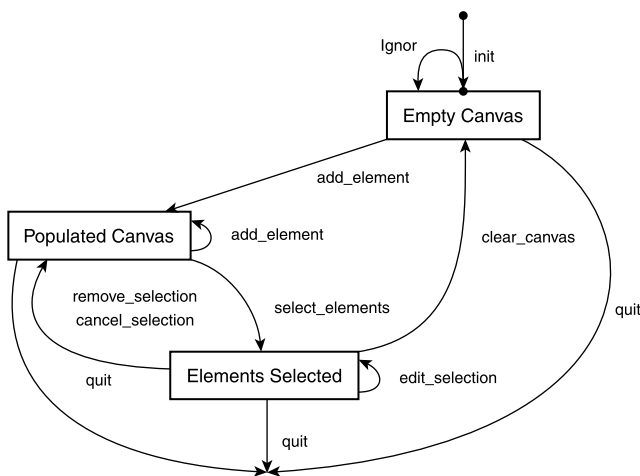 Ignor
init
Empty Canvas
add_element
Populated Canvas
add_element
clear_canvas
remove_selection
cancel_selection
select_elements
quit
quit
Elements Selected
edit_selection
quit